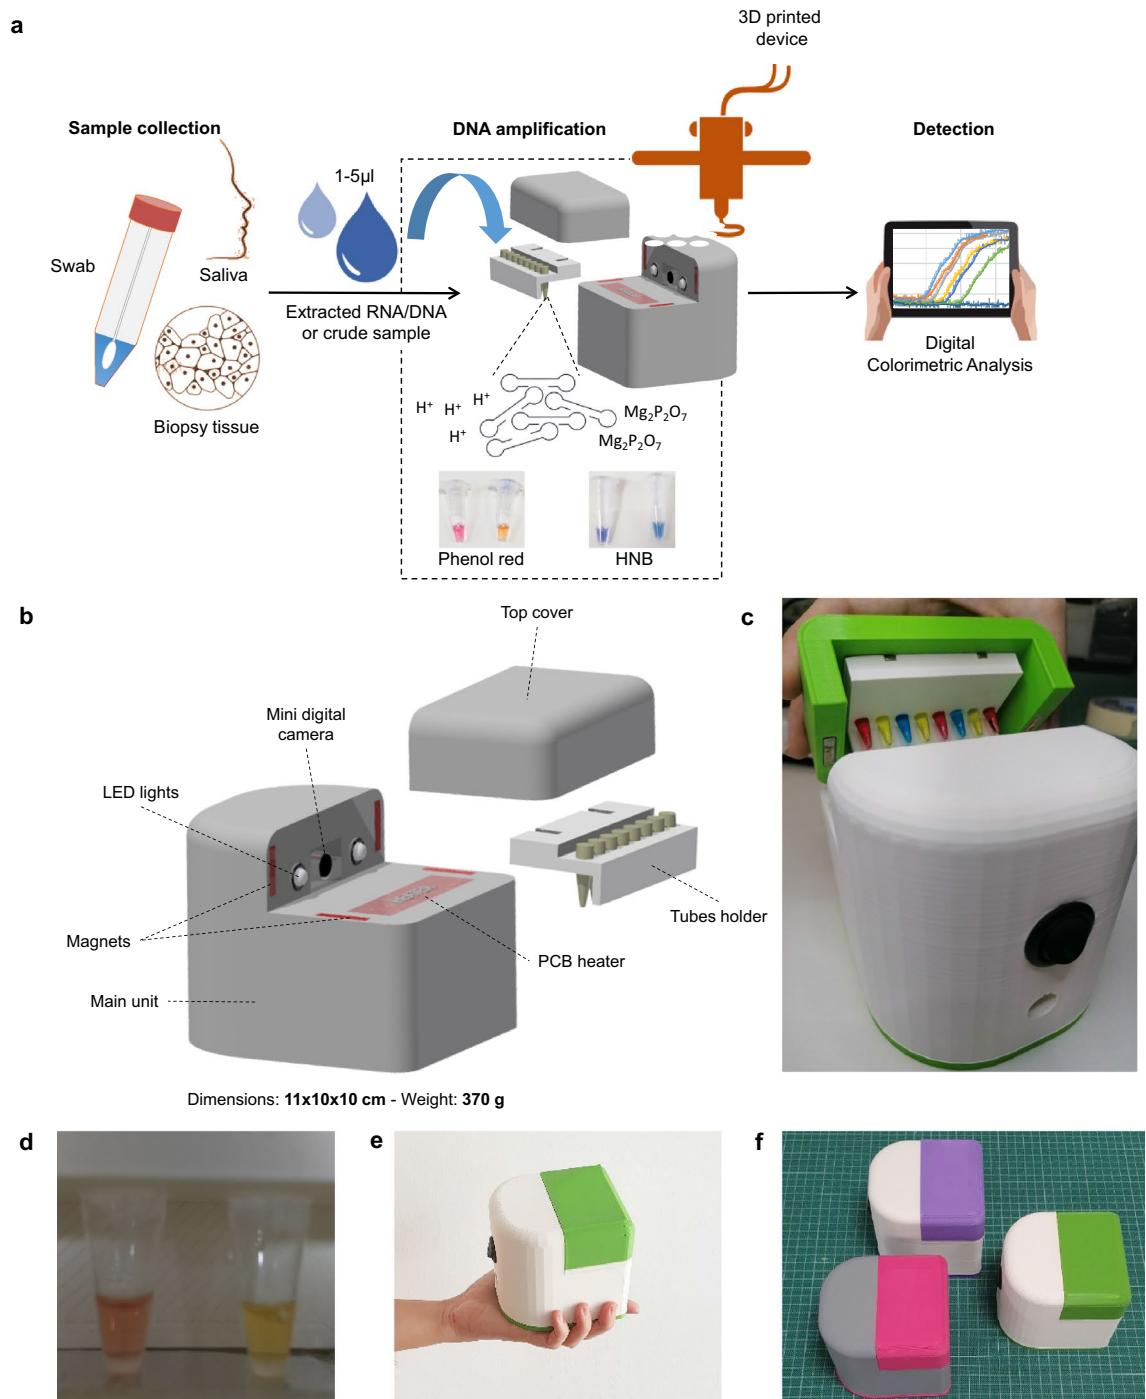 a
3D printed
device
Sample collection
DNA amplification
Detection
1-5µl
Swab
Saliva
Extracted RNA/DNA
or crude sample
Biopsy tissue
H⁺
H⁺
H⁺
H⁺
Mg₂P₂O₇
Mg₂P₂O₇
Digital
Colorimetric Analysis
Phenol red
HNB
b
Top cover
Mini digital
camera
LED lights
Magnets
Main unit
PCB heater
Tubes holder
Dimensions: 11x10x10 cm - Weight: 370 g
c
d
e
f